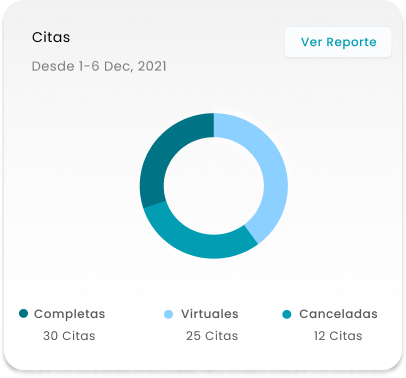 Citas
Ver Reporte
Desde 1-6 Dec, 2021
Completas
Virtuales
Canceladas
30 Citas
25 Citas
12 Citas